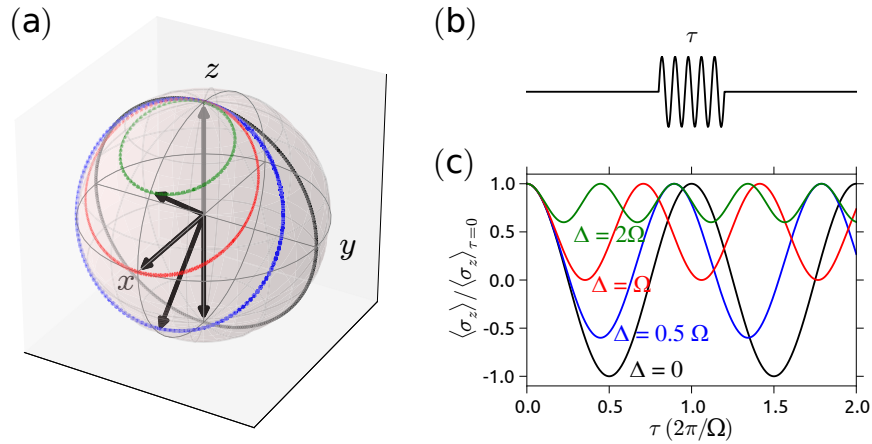 (a)
z
y
x
(b)
τ
(c)
⟨σz⟩/⟨σz⟩τ=0
1.0
0.5
0.0
-0.5
-1.0
Δ = 2Ω
Δ = Ω
Δ = 0.5 Ω
Δ = 0
0.0 0.5 1.0 1.5 2.0
τ (2π/Ω)